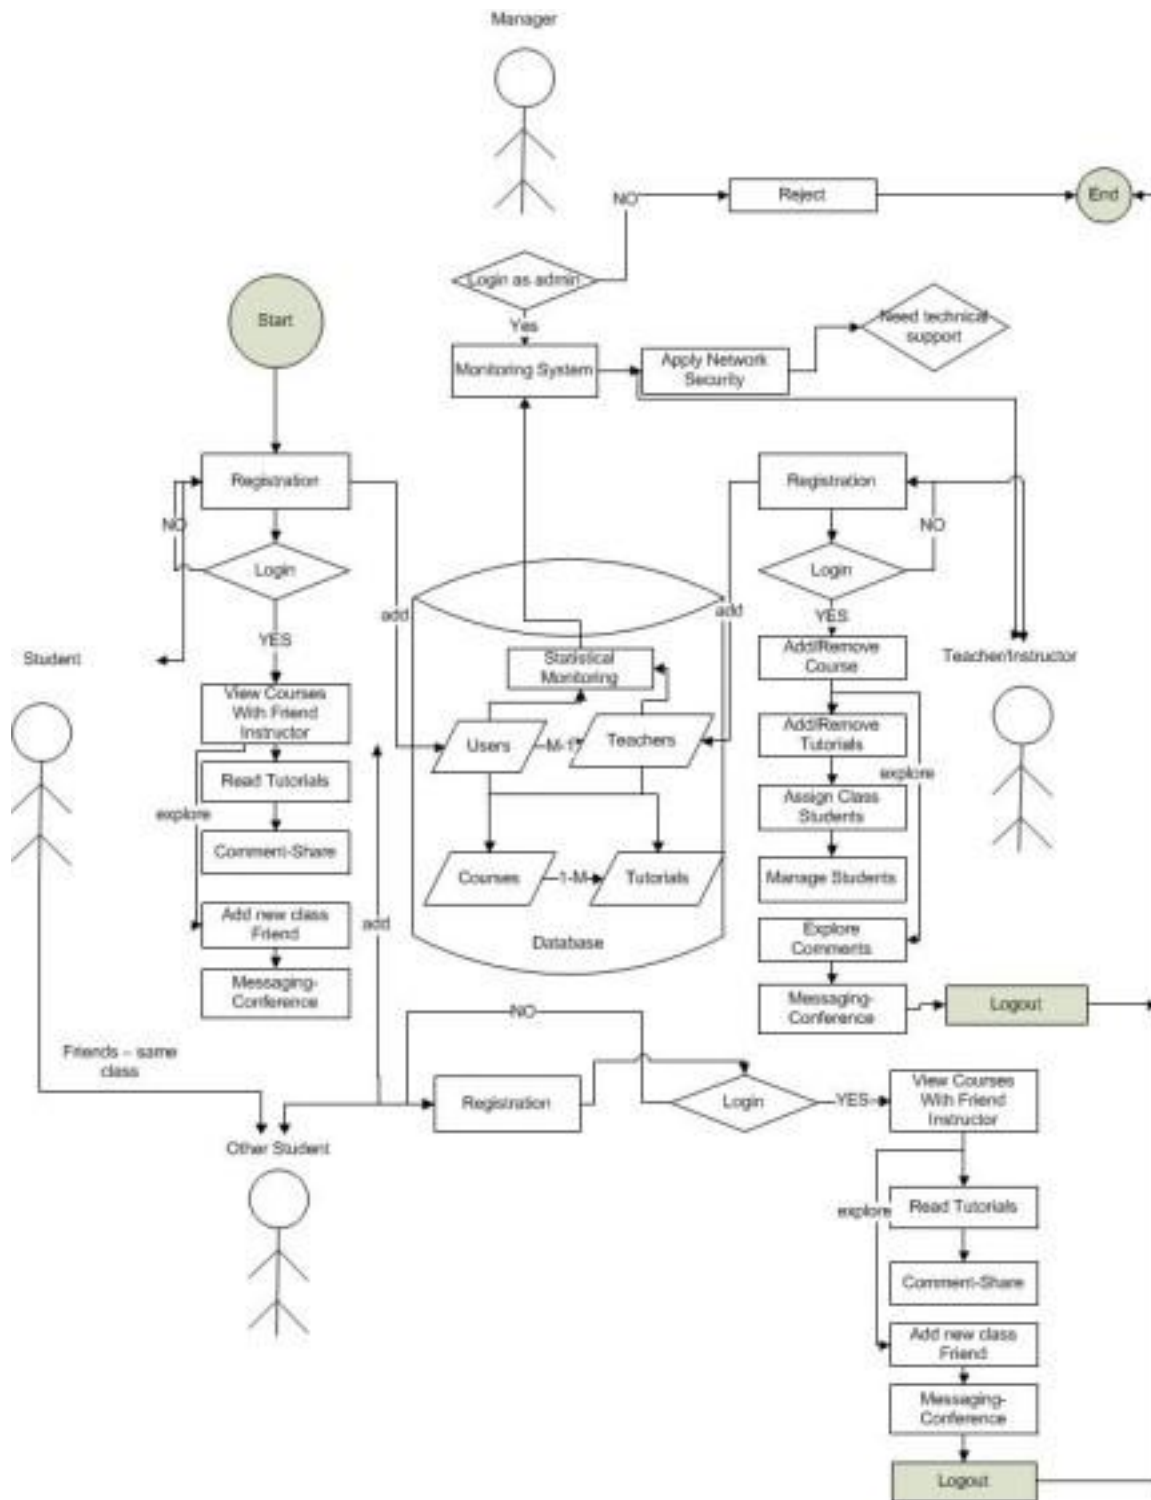 Manager
NO
Reject
End
Login as admin
Start
Yes
Need technical
support
Monitoring System
Apply Network
Security
Registration
NO
Login
YES
add
Student
View Courses
With Friend
Instructor
Read Tutorials
explore
Comment-Share
Add new class
Friend
Messaging-
Conference
add
Statistical
Monitoring
Users
M-1
Teachers
Courses
1-M
Tutorials
Database
Registration
NO
Login
add
YES
Add/Remove
Course
Teacher/Instructor
Add/Remove
Tutorials
explore
Assign Class
Students
Manage Students
Explore
Comments
Messaging-
Conference
Logout
NO
Friends – same
class
Registration
Login
YES
View Courses
With Friend
Instructor
Other Student
explore
Read Tutorials
Comment-Share
Add new class
Friend
Messaging-
Conference
Logout